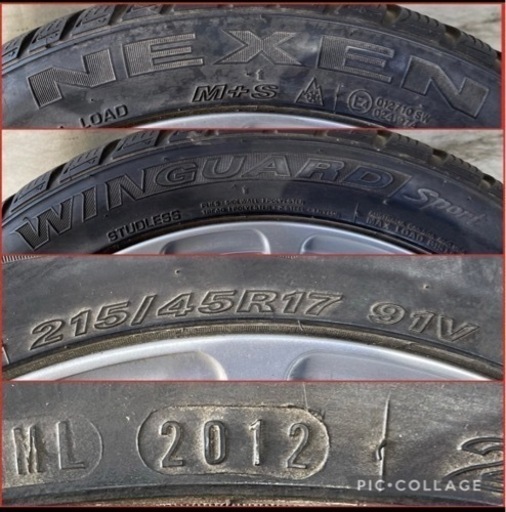 NEXEN
LOAD
M+S
WINGUARD Sport
STUDLESS
215/45R17 91V
ML 2012
PIC·COLLAGE